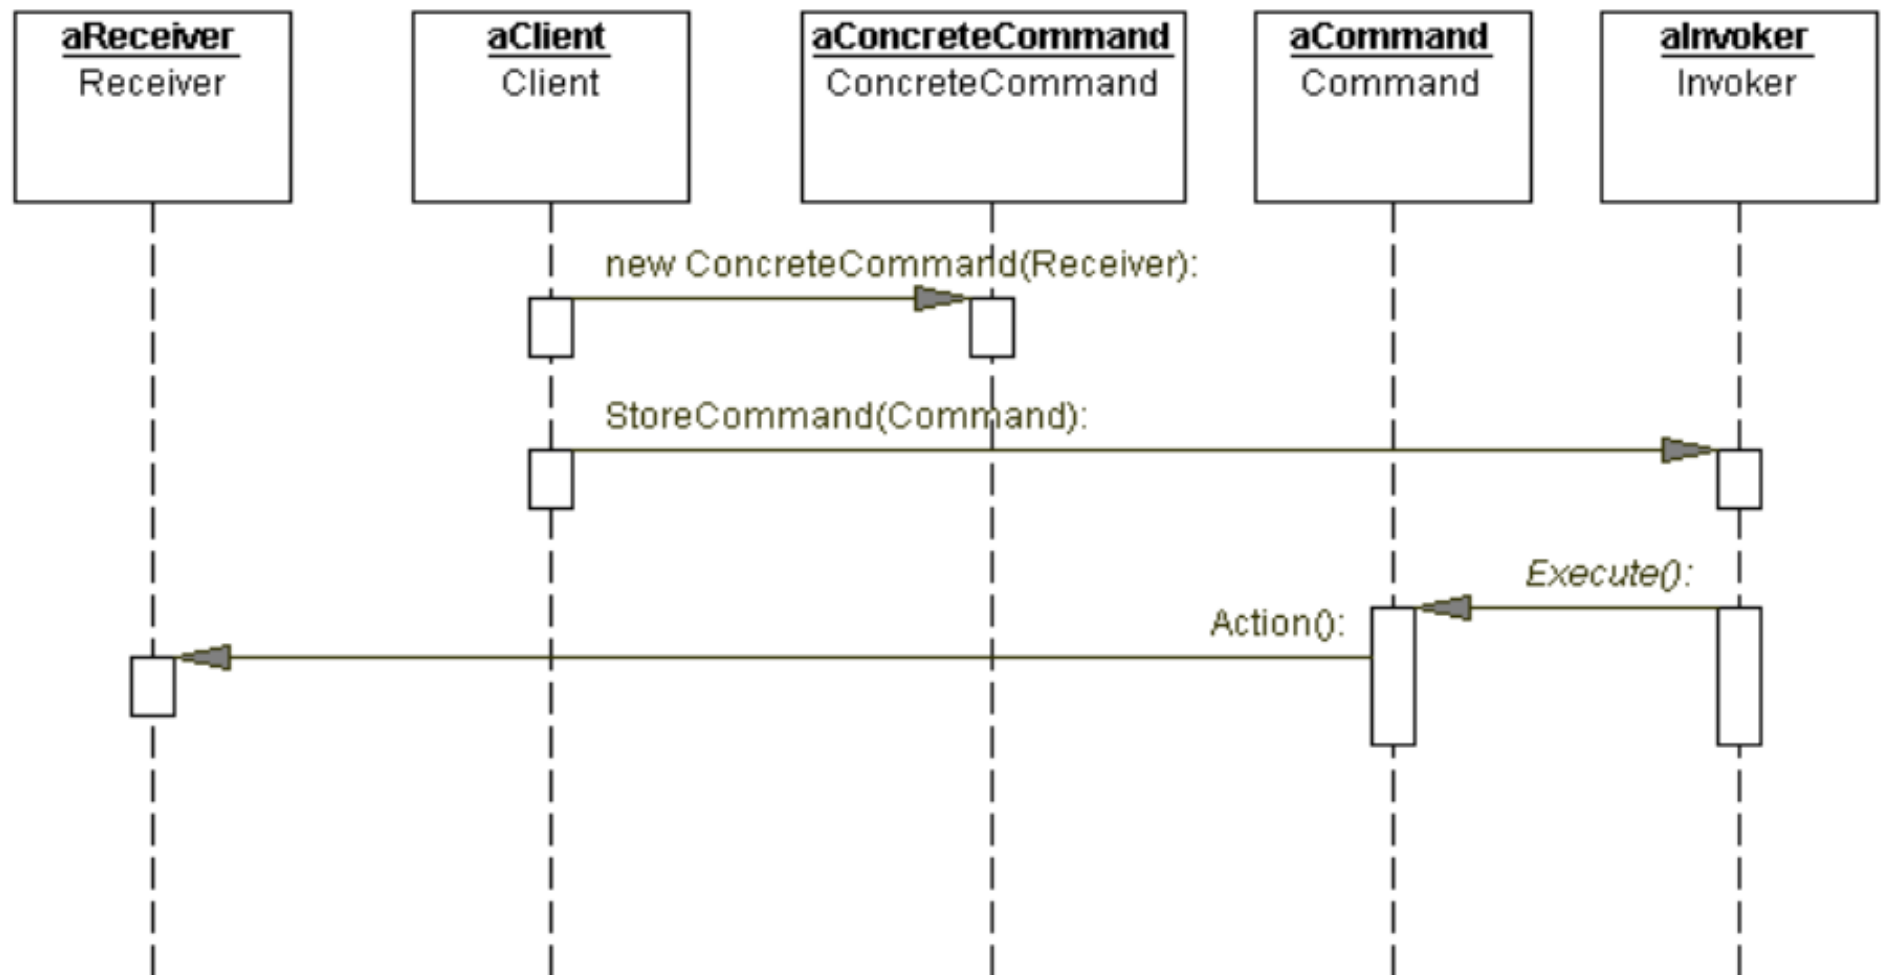 aReceiver
Receiver
aClient
Client
aConcreteCommand
ConcreteCommand
aCommand
Command
aInvoker
Invoker
new ConcreteCommand(Receiver):
StoreCommand(Command):
Execute():
Action():